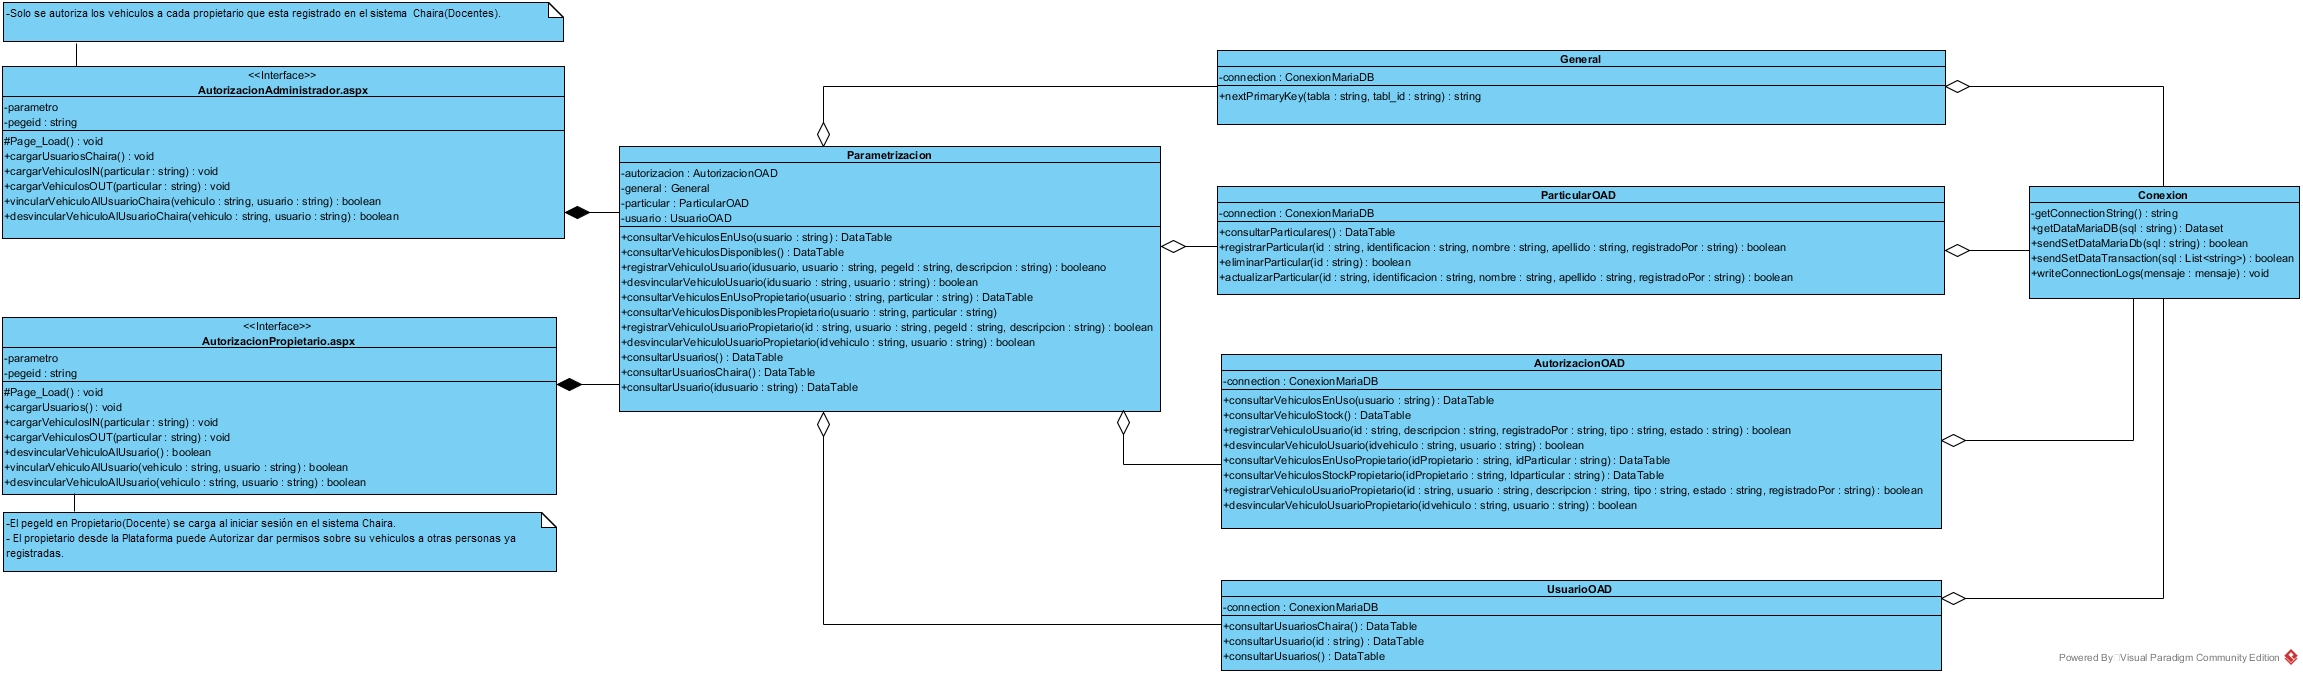 -Solo se autoriza los vehiculos a cada propietario que esta registrado en el sistema Chaira(Docentes).
<<Interface>>
AutorizacionAdministrador.aspx
-parametro
-pegeid : string
#Page_Load() : void
+cargarUsuariosChaira() : void
+cargarVehiculosIN(particular : string) : void
+cargarVehiculosOUT(particular : string) : void
+vincularVehiculoAlUsuarioChaira(vehiculo : string, usuario : string) : boolean
+desvincularVehiculoAlUsuarioChaira(vehiculo : string, usuario : string) : boolean
<<Interface>>
AutorizacionPropietario.aspx
-parametro
-pegeid : string
#Page_Load() : void
+cargarUsuarios() : void
+cargarVehiculosIN(particular : string) : void
+cargarVehiculosOUT(particular : string) : void
+desvincularVehiculoAlUsuario() : boolean
+vincularVehiculoAlUsuario(vehiculo : string, usuario : string) : boolean
+desvincularVehiculoAlUsuario(vehiculo : string, usuario : string) : boolean
-El pegeId en Propietario(Docente) se carga al iniciar sesión en el sistema Chaira.
- El propietario desde la Plataforma puede Autorizar dar permisos sobre su vehiculos a otras personas ya
registradas.
Parametrizacion
-autorizacion : AutorizacionOAD
-general : General
-particular : ParticularOAD
-usuario : UsuarioOAD
+consultarVehiculosEnUso(usuario : string) : DataTable
+consultarVehiculosDisponibles() : DataTable
+registrarVehiculoUsuario(idusuario, usuario : string, pegeId : string, descripcion : string) : booleano
+desvincularVehiculoUsuario(idusuario : string, usuario : string) : boolean
+consultarVehiculosEnUsoPropietario(usuario : string, particular : string) : DataTable
+consultarVehiculosDisponiblesPropietario(usuario : string, particular : string)
+registrarVehiculoUsuarioPropietario(id : string, usuario : string, pegeId : string, descripcion : string) : boolean
+desvincularVehiculoUsuarioPropietario(idvehiculo : string, usuario : string) : boolean
+consultarUsuarios() : DataTable
+consultarUsuariosChaira() : DataTable
+consultarUsuario(idusuario : string) : DataTable
General
-connection : ConexionMariaDB
+nextPrimaryKey(tabla : string, tabl_id : string) : string
ParticularOAD
-connection : ConexionMariaDB
+consultarParticulares() : DataTable
+registrarParticular(id : string, identificacion : string, nombre : string, apellido : string, registradoPor : string) : boolean
+eliminarParticular(id : string) : boolean
+actualizarParticular(id : string, identificacion : string, nombre : string, apellido : string, registradoPor : string) : boolean
AutorizacionOAD
-connection : ConexionMariaDB
+consultarVehiculosEnUso(usuario : string) : DataTable
+consultarVehiculoStock() : DataTable
+registrarVehiculoUsuario(id : string, descripcion : string, registradoPor : string, tipo : string, estado : string) : boolean
+desvincularVehiculoUsuario(idvehiculo : string, usuario : string) : boolean
+consultarVehiculosEnUsoPropietario(idPropietario : string, idParticular : string) : DataTable
+consultarVehiculosStockPropietario(idPropietario : string, Idparticular : string) : DataTable
+registrarVehiculoUsuarioPropietario(id : string, usuario : string, descripcion : string, tipo : string, estado : string, registradoPor : string) : boolean
+desvincularVehiculoUsuarioPropietario(idvehiculo : string, usuario : string) : boolean
UsuarioOAD
-connection : ConexionMariaDB
+consultarUsuariosChaira() : DataTable
+consultarUsuario(id : string) : DataTable
+consultarUsuarios() : DataTable
Conexion
-getConnectionString() : string
+getDataMariaDB(sql : string) : Dataset
+sendSetDataMariaDb(sql : string) : boolean
+sendSetDataTransaction(sql : List<string>) : boolean
+writeConnectionLogs(mensaje : mensaje) : void
Powered By Visual Paradigm Community Edition